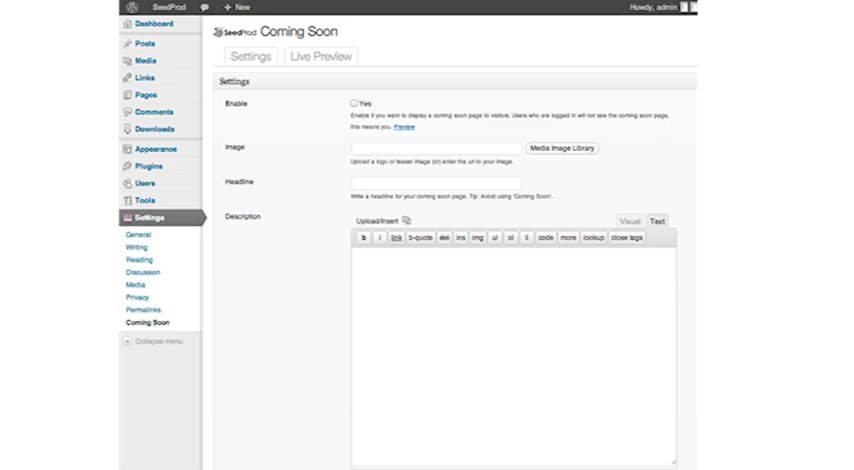 SeedProd
New
Howdy, admin
Dashboard
Posts
Media
Links
Pages
Comments
Downloads
Appearance
Plugins
Users
Tools
Settings
General
Writing
Reading
Discussion
Media
Privacy
Permalinks
Coming Soon
Collapse menu
SeedProd Coming Soon
Settings Live Preview
Settings
Enable
Yes
Enable if you want to display a coming soon page to visitors. Users who are logged in will not see the coming soon page,
this means you. Preview
Image
Media Image Library
Upload a logo or teaser image (or) enter the url to your image.
Headline
Write a headline for your coming soon page. Tip: Avoid using 'Coming Soon'.
Description
Upload/Insert
Visual Text
b i link b-quote del ins img ul ol li code more lookup close tags